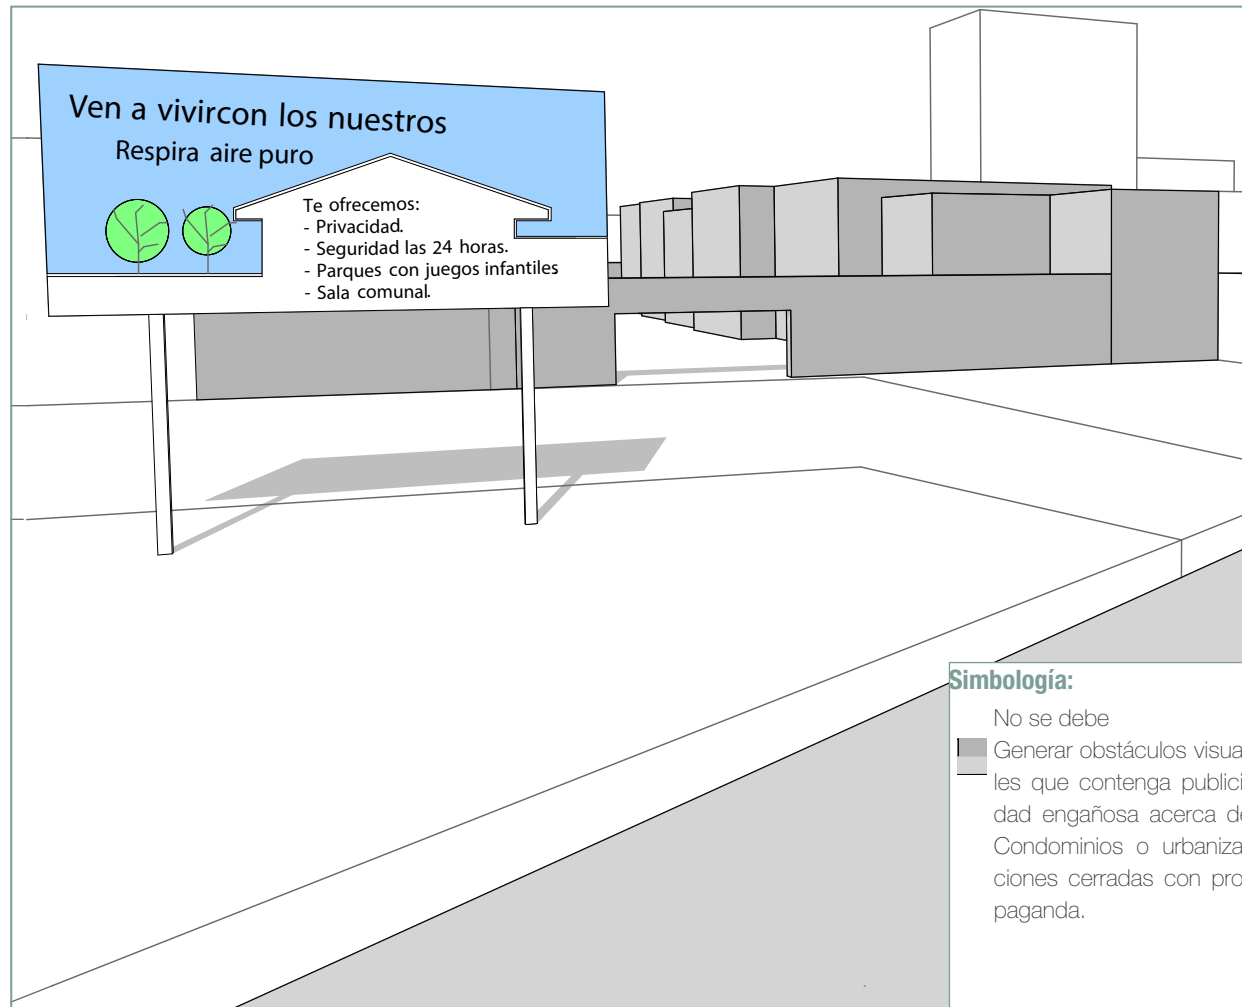 Ven a vivircon los nuestros
Respira aire puro
Te ofrecemos:
- Privacidad.
- Seguridad las 24 horas.
- Parques con juegos infantiles
- Sala comunal.
Simbología:
No se debe
Generar obstáculos visua
les que contenga publici
dad engañosa acerca de
Condominios o urbaniza
ciones cerradas con pro
paganda.